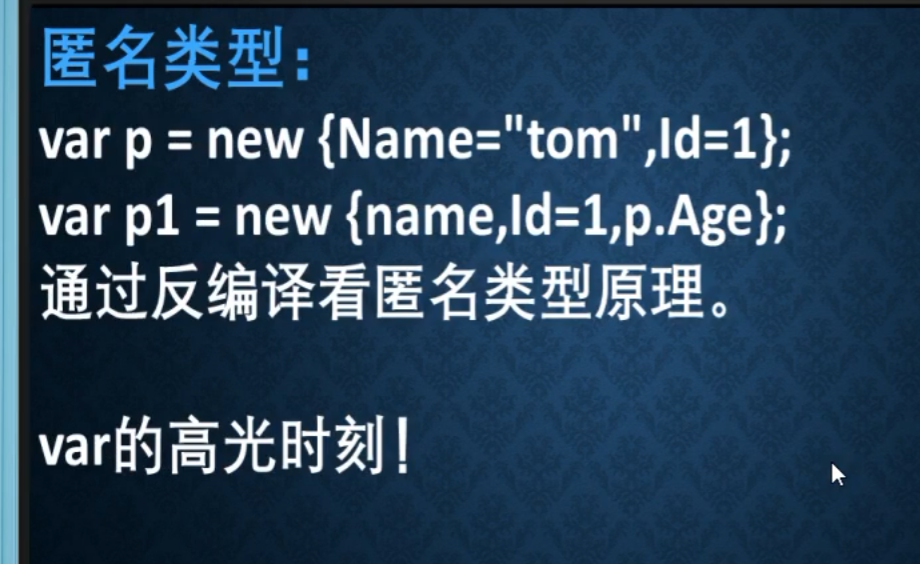 匿名类型：
var p = new {Name="tom",Id=1};
var p1 = new {name,Id=1,p.Age};
通过反编译看匿名类型原理。
var的高光时刻！